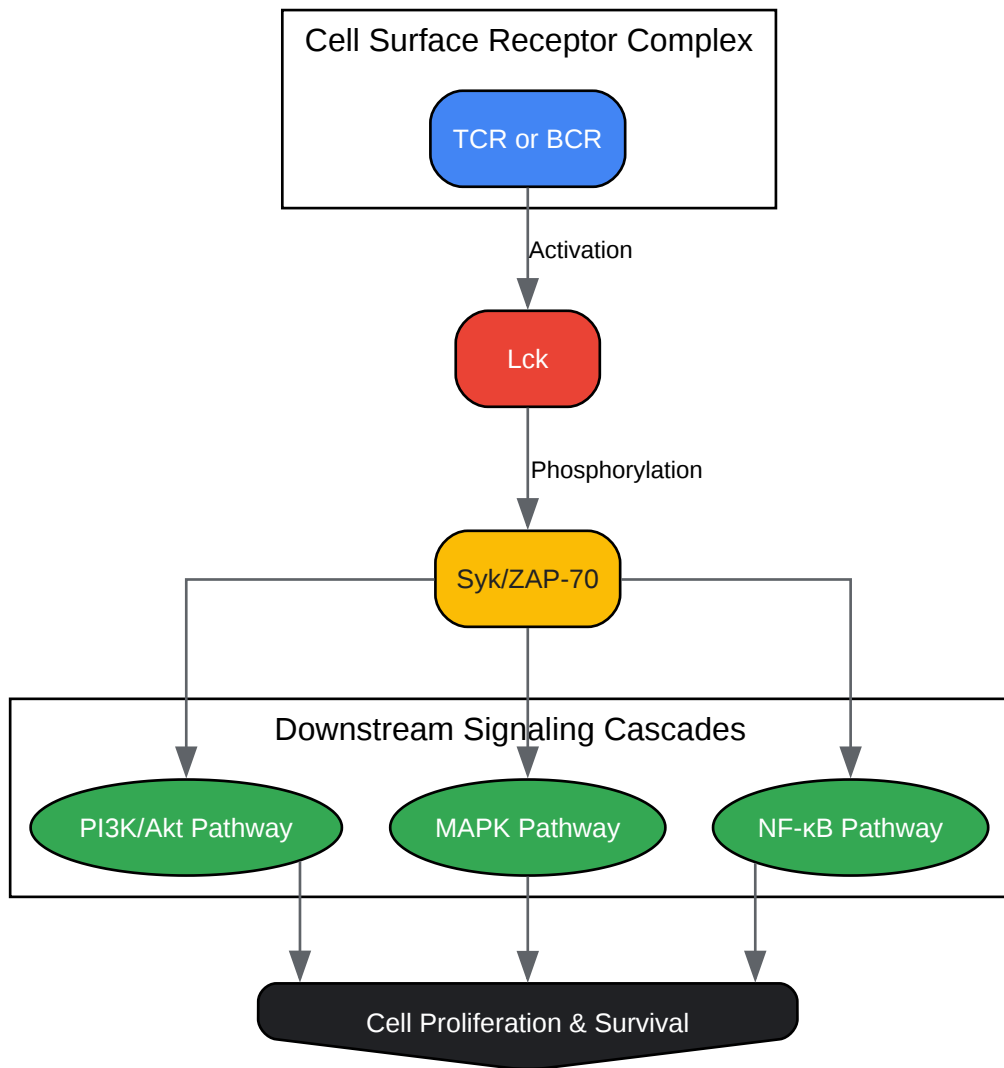 Cell Surface Receptor Complex
TCR or BCR
Activation
Lck
Phosphorylation
Syk/ZAP-70
Downstream Signaling Cascades
PI3K/Akt Pathway
MAPK Pathway
NF-κB Pathway
Cell Proliferation & Survival